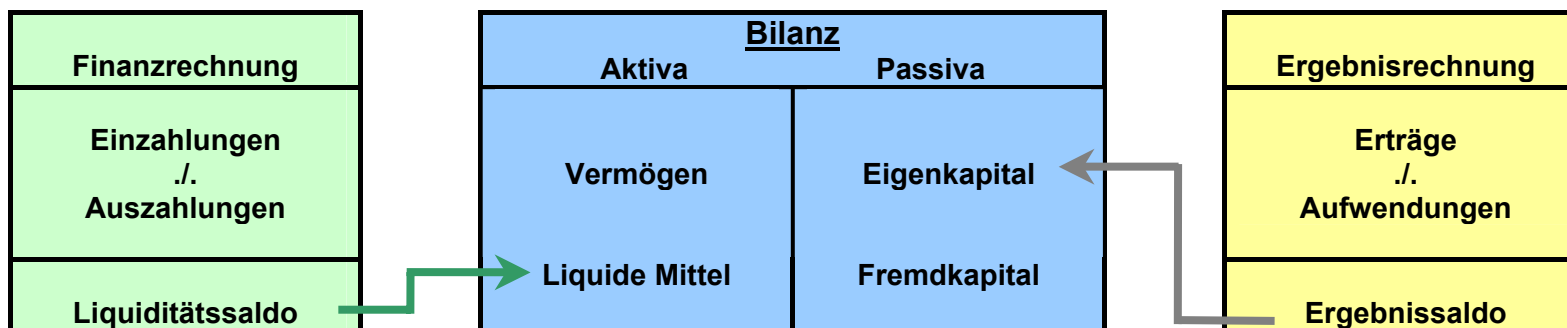 Finanzrechnung
Einzahlungen
./.
Auszahlungen
Liquiditätssaldo
Bilanz
Aktiva Passiva
Vermögen Eigenkapital
Liquide Mittel Fremdkapital
Ergebnisrechnung
Erträge
./.
Aufwendungen
Ergebnissaldo